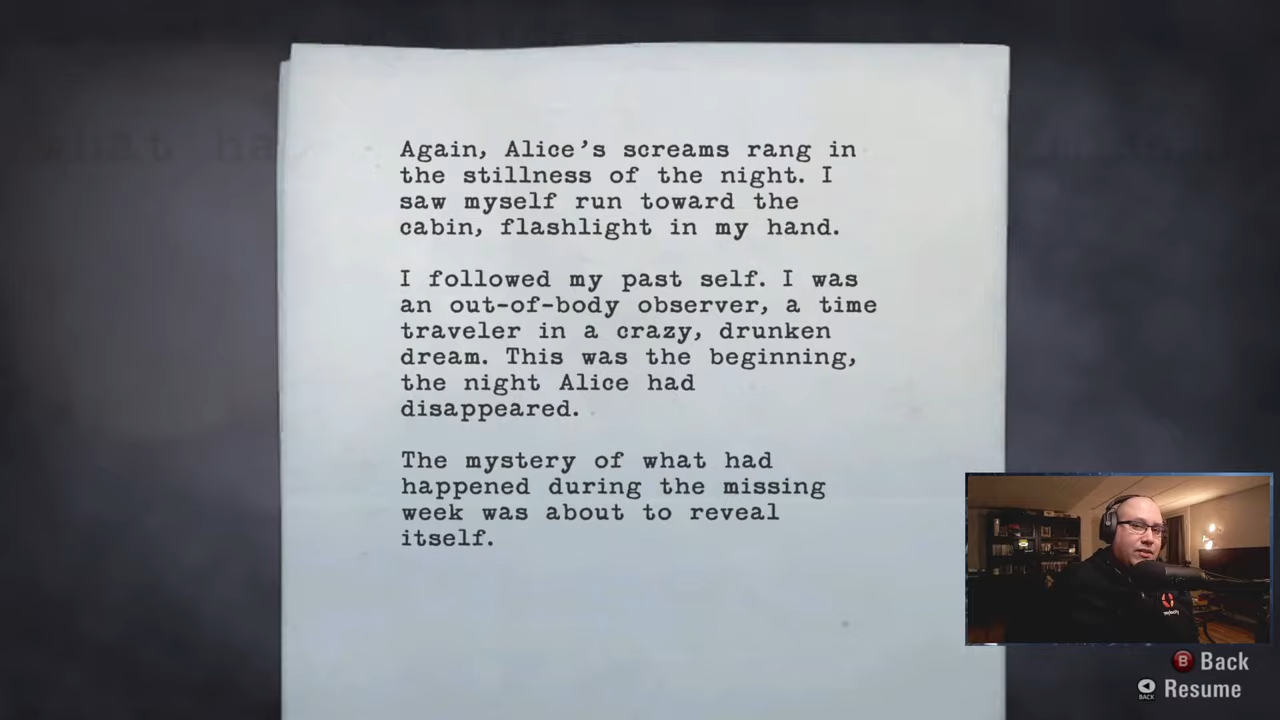 Again, Alice's screams rang in
the stillness of the night. I
saw myself run toward the
cabin, flashlight in my hand.
I followed my past self. I was
an out-of-body observer, a time
traveler in a crazy, drunken
dream. This was the beginning,
the night Alice had
disappeared.
The mystery of what had
happened during the missing
week was about to reveal
itself.
B Back
BACK Resume